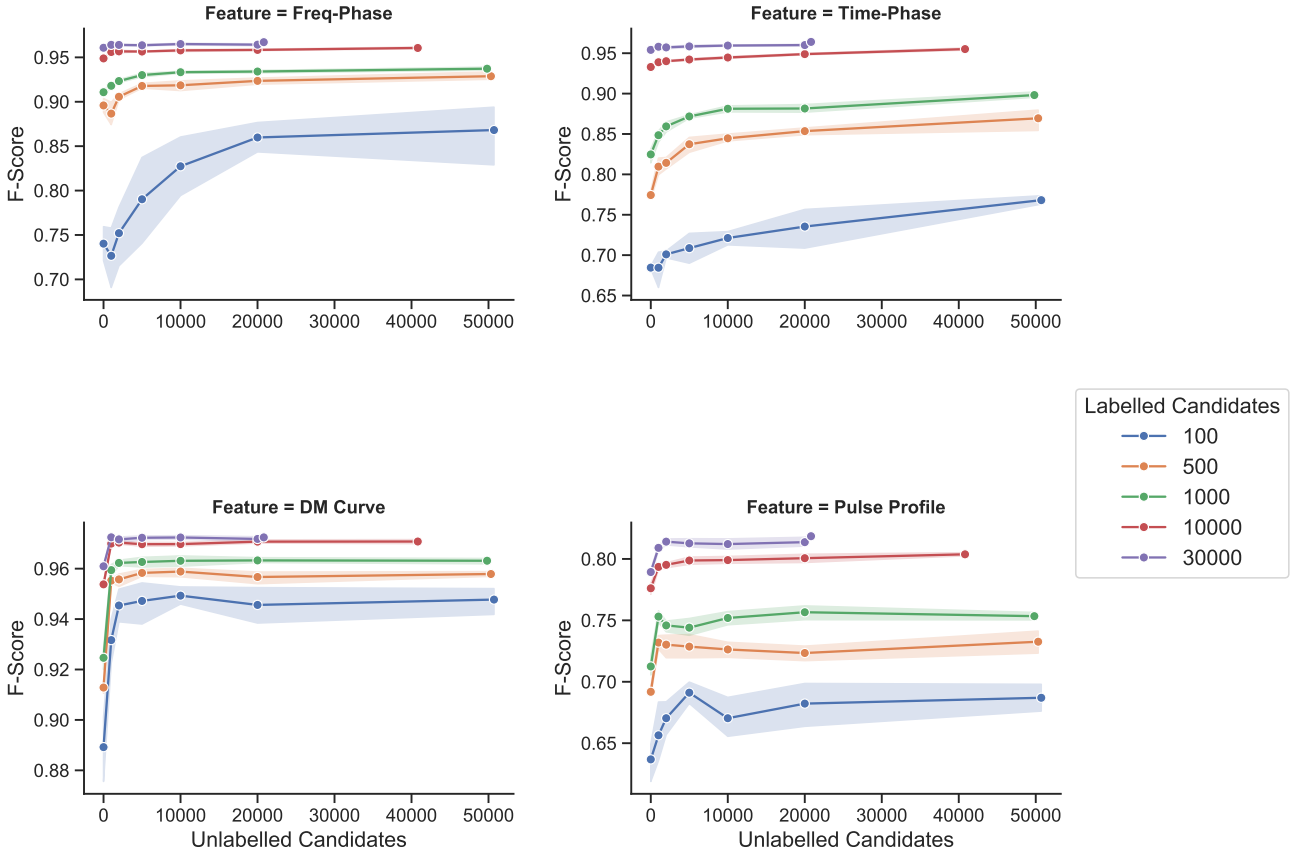 Feature = Freq-Phase
F-Score
0.95
0.90
0.85
0.80
0.75
0.70
0 10000 20000 30000 40000 50000
Feature = Time-Phase
F-Score
0.95
0.90
0.85
0.80
0.75
0.70
0.65
0 10000 20000 30000 40000 50000
Labelled Candidates
100
500
1000
10000
30000
Feature = DM Curve
F-Score
0.96
0.94
0.92
0.90
0.88
0 10000 20000 30000 40000 50000
Unlabelled Candidates
Feature = Pulse Profile
F-Score
0.80
0.75
0.70
0.65
0 10000 20000 30000 40000 50000
Unlabelled Candidates